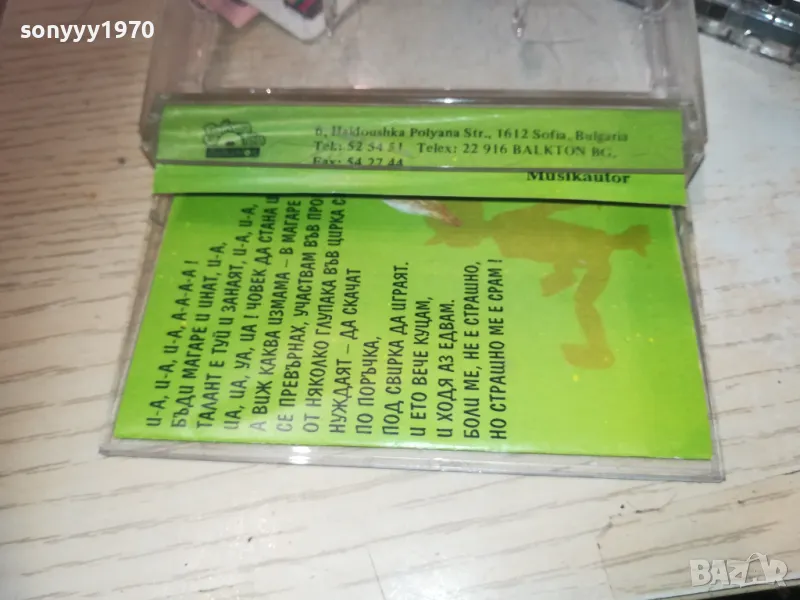 sonyyy1970
6, Haidoushka Polyana Str., 1612 Sofia, Bulgaria
Tel: 52 54 51 Telex: 22 916 BALKTON BG,
Fax: 54 27 44
Musikautor
И-А, И-А, И-А, А-А-А-А !
БЪДИ МАГАРЕ И ИНАТ, И-А,
ТАЛАНТ Е ТУЙ И ЗАНАЯТ, И-А, И-А,
ЦА, ЦА, УА, ЦА ! ЧОВЕК ДА СТАНА
А ВИЖ КАКВА ИЗМАМА – В МАГАРЕ
СЕ ПРЕВЪРНАХ, УЧАСТВАМ ВЪВ
ОТ НЯКОЛКО ГЛУПАКА ВЪВ ЦИРКА
НУЖДАЯТ – ДА СКАЧАТ
ПО ПОРЪЧКА,
ПОД СВИРКА ДА ИГРАЯТ.
И ЕТО ВЕЧЕ КУЦАМ,
И ХОДЯ АЗ ЕДВАМ.
БОЛИ МЕ, НЕ Е СТРАШНО,
НО СТРАШНО МЕ Е СРАМ !
BAZAR